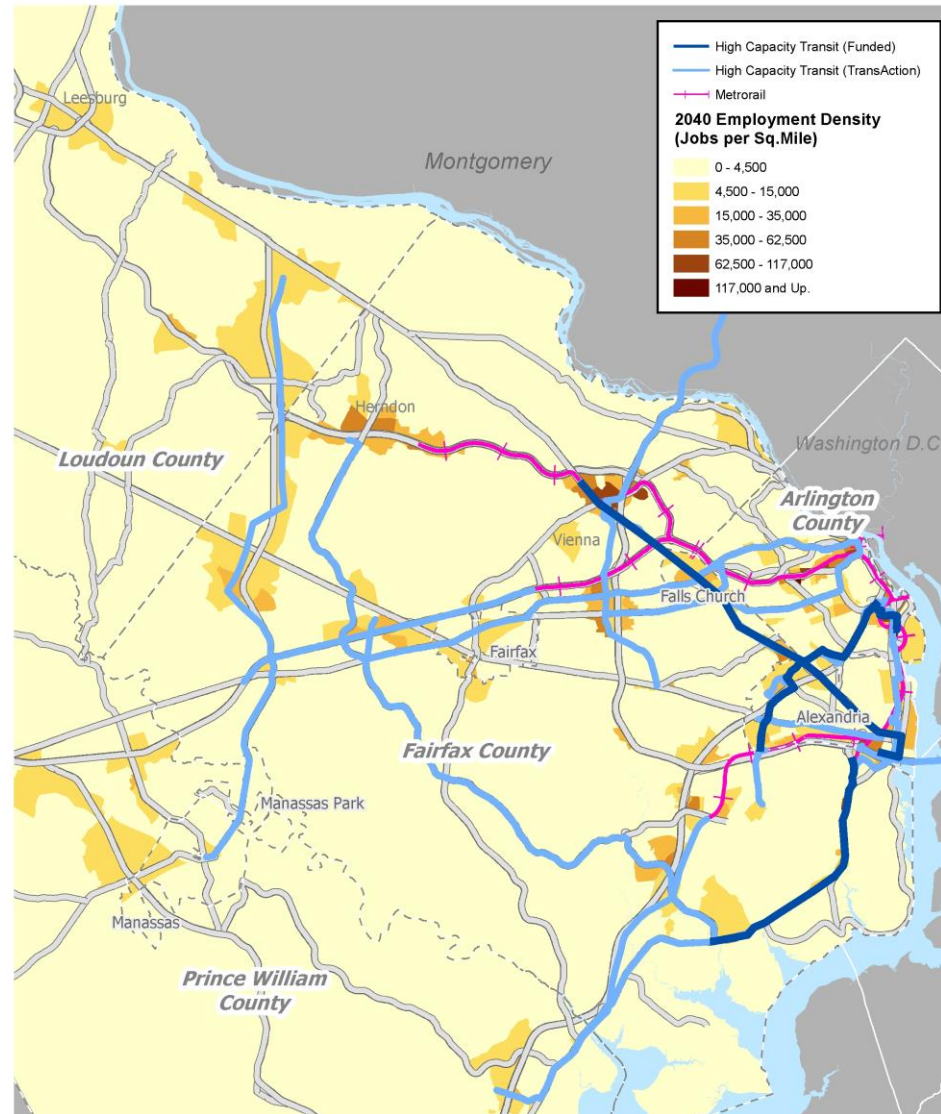 High Capacity Transit (Funded)
High Capacity Transit (TransAction)
Metrorail
2040 Employment Density
(Jobs per Sq.Mile)
0 - 4,500
4,500 - 15,000
15,000 - 35,000
35,000 - 62,500
62,500 - 117,000
117,000 and Up.
Leesburg
Montgomery
Herndon
Washington D.C
Loudoun County
Arlington
County
Vienna
Falls Church
Fairfax
Alexandria
Fairfax County
Manassas Park
Manassas
Prince William
County